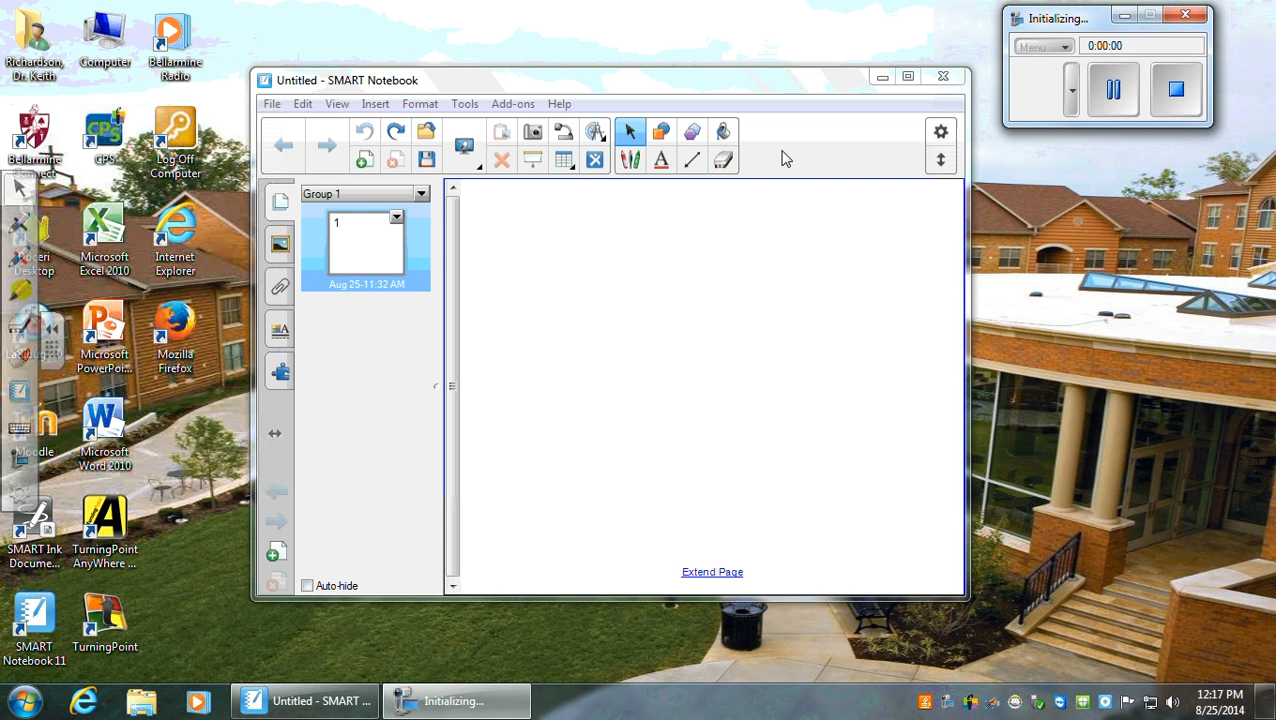 Richardson,
Dr. Keith
Computer
Bellarmine
Radio
Bellarmine
Connect
CPS
Log Off
Computer
Desktop
Microsoft
Excel 2010
Internet
Explorer
Microsoft
PowerPoi...
Mozilla
Firefox
Moodle
Microsoft
Word 2010
SMART Ink
Docume...
TurningPoint
AnyWhere ...
SMART
Notebook 11
TurningPoint
Untitled - SMART Notebook
File Edit View Insert Format Tools Add-ons Help
Group 1
1
Aug 25-11:32 AM
Auto-hide
Extend Page
Initializing...
Menu
0:00:00
Untitled - SMART ...
Initializing...
12:17 PM
8/25/2014